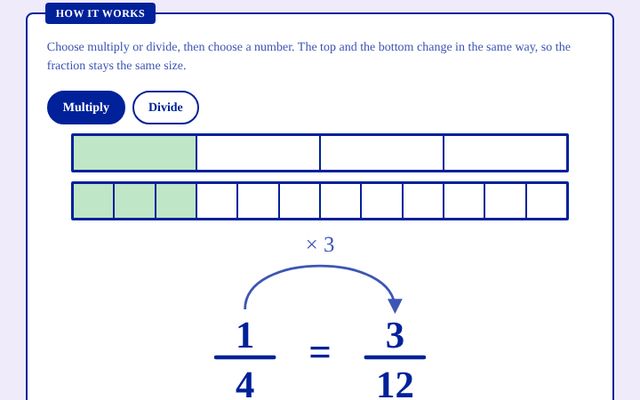 HOW IT WORKS
Choose multiply or divide, then choose a number. The top and the bottom change in the same way, so the
fraction stays the same size.
Multiply Divide
× 3
1 = 3
4 12